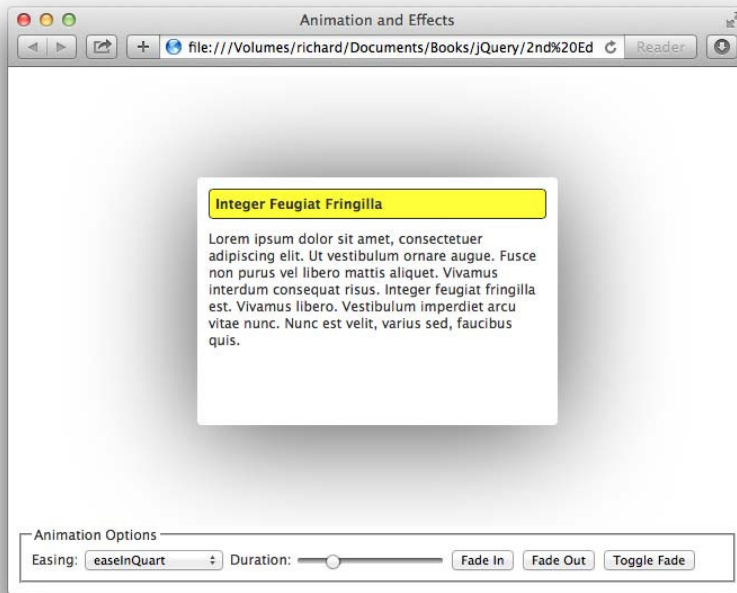 Animation and Effects
file:///Volumes/richard/Documents/Books/jQuery/2nd%20Ed
Reader
Integer Feugiat Fringilla
Lorem ipsum dolor sit amet, consectetuer
adipiscing elit. Ut vestibulum ornare augue. Fusce
non purus vel libero mattis aliquet. Vivamus
interdum consequat risus. Integer feugiat fringilla
est. Vivamus libero. Vestibulum imperdiet arcu
vitae nunc. Nunc est velit, varius sed, faucibus
quis.
Animation Options
Easing: easeInQuart Duration: Fade In Fade Out Toggle Fade